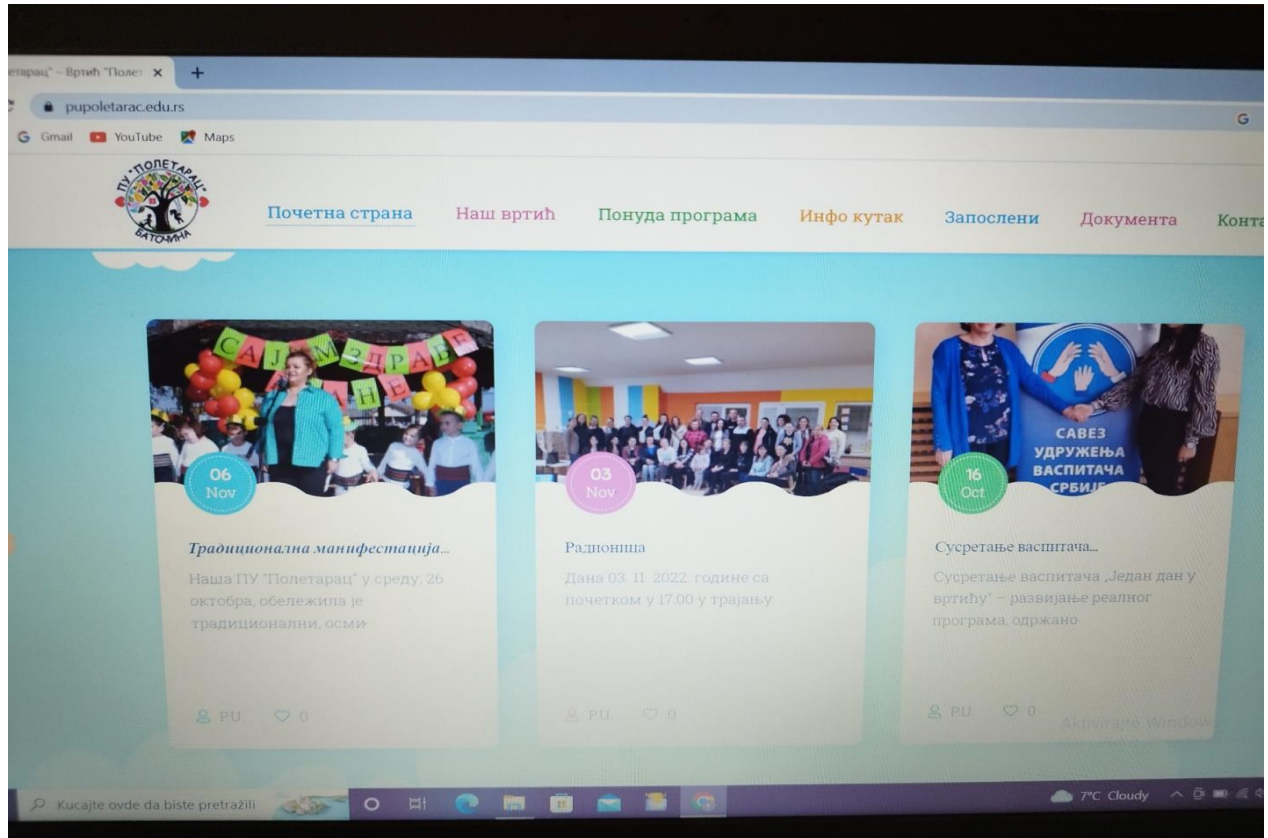 етарац" – Вртић "Поле
pupoletarac.edu.rs
Gmail YouTube Maps
ПУ "ПОЛЕТАРАЦ"
БАТОЧИНА
Почетна страна Наш вртић Понуда програма Инфо кутак Запослени Документа Конта
САЈАМ ЗДРАВЕ
АНЕ
06
Nov
Традиционална манифестација...
Наша ПУ "Полетарац" у среду, 26
октобра, обележила је
традиционални, осми
PU 0
03
Nov
Радионица
Дана 03. 11. 2022. године са
почетком у 17.00 у трајању
PU 0
САВЕЗ
УДРУЖЕЊА
ВАСПИТАЧА
СРБИЈЕ
16
Oct
Сусретање васпитача...
Сусретање васпитача „Један дан у
вртићу" – развијање реалног
програма, одржано
PU 0
Aktivirajte Windows
Kucajte ovde da biste pretražili
7°C Cloudy